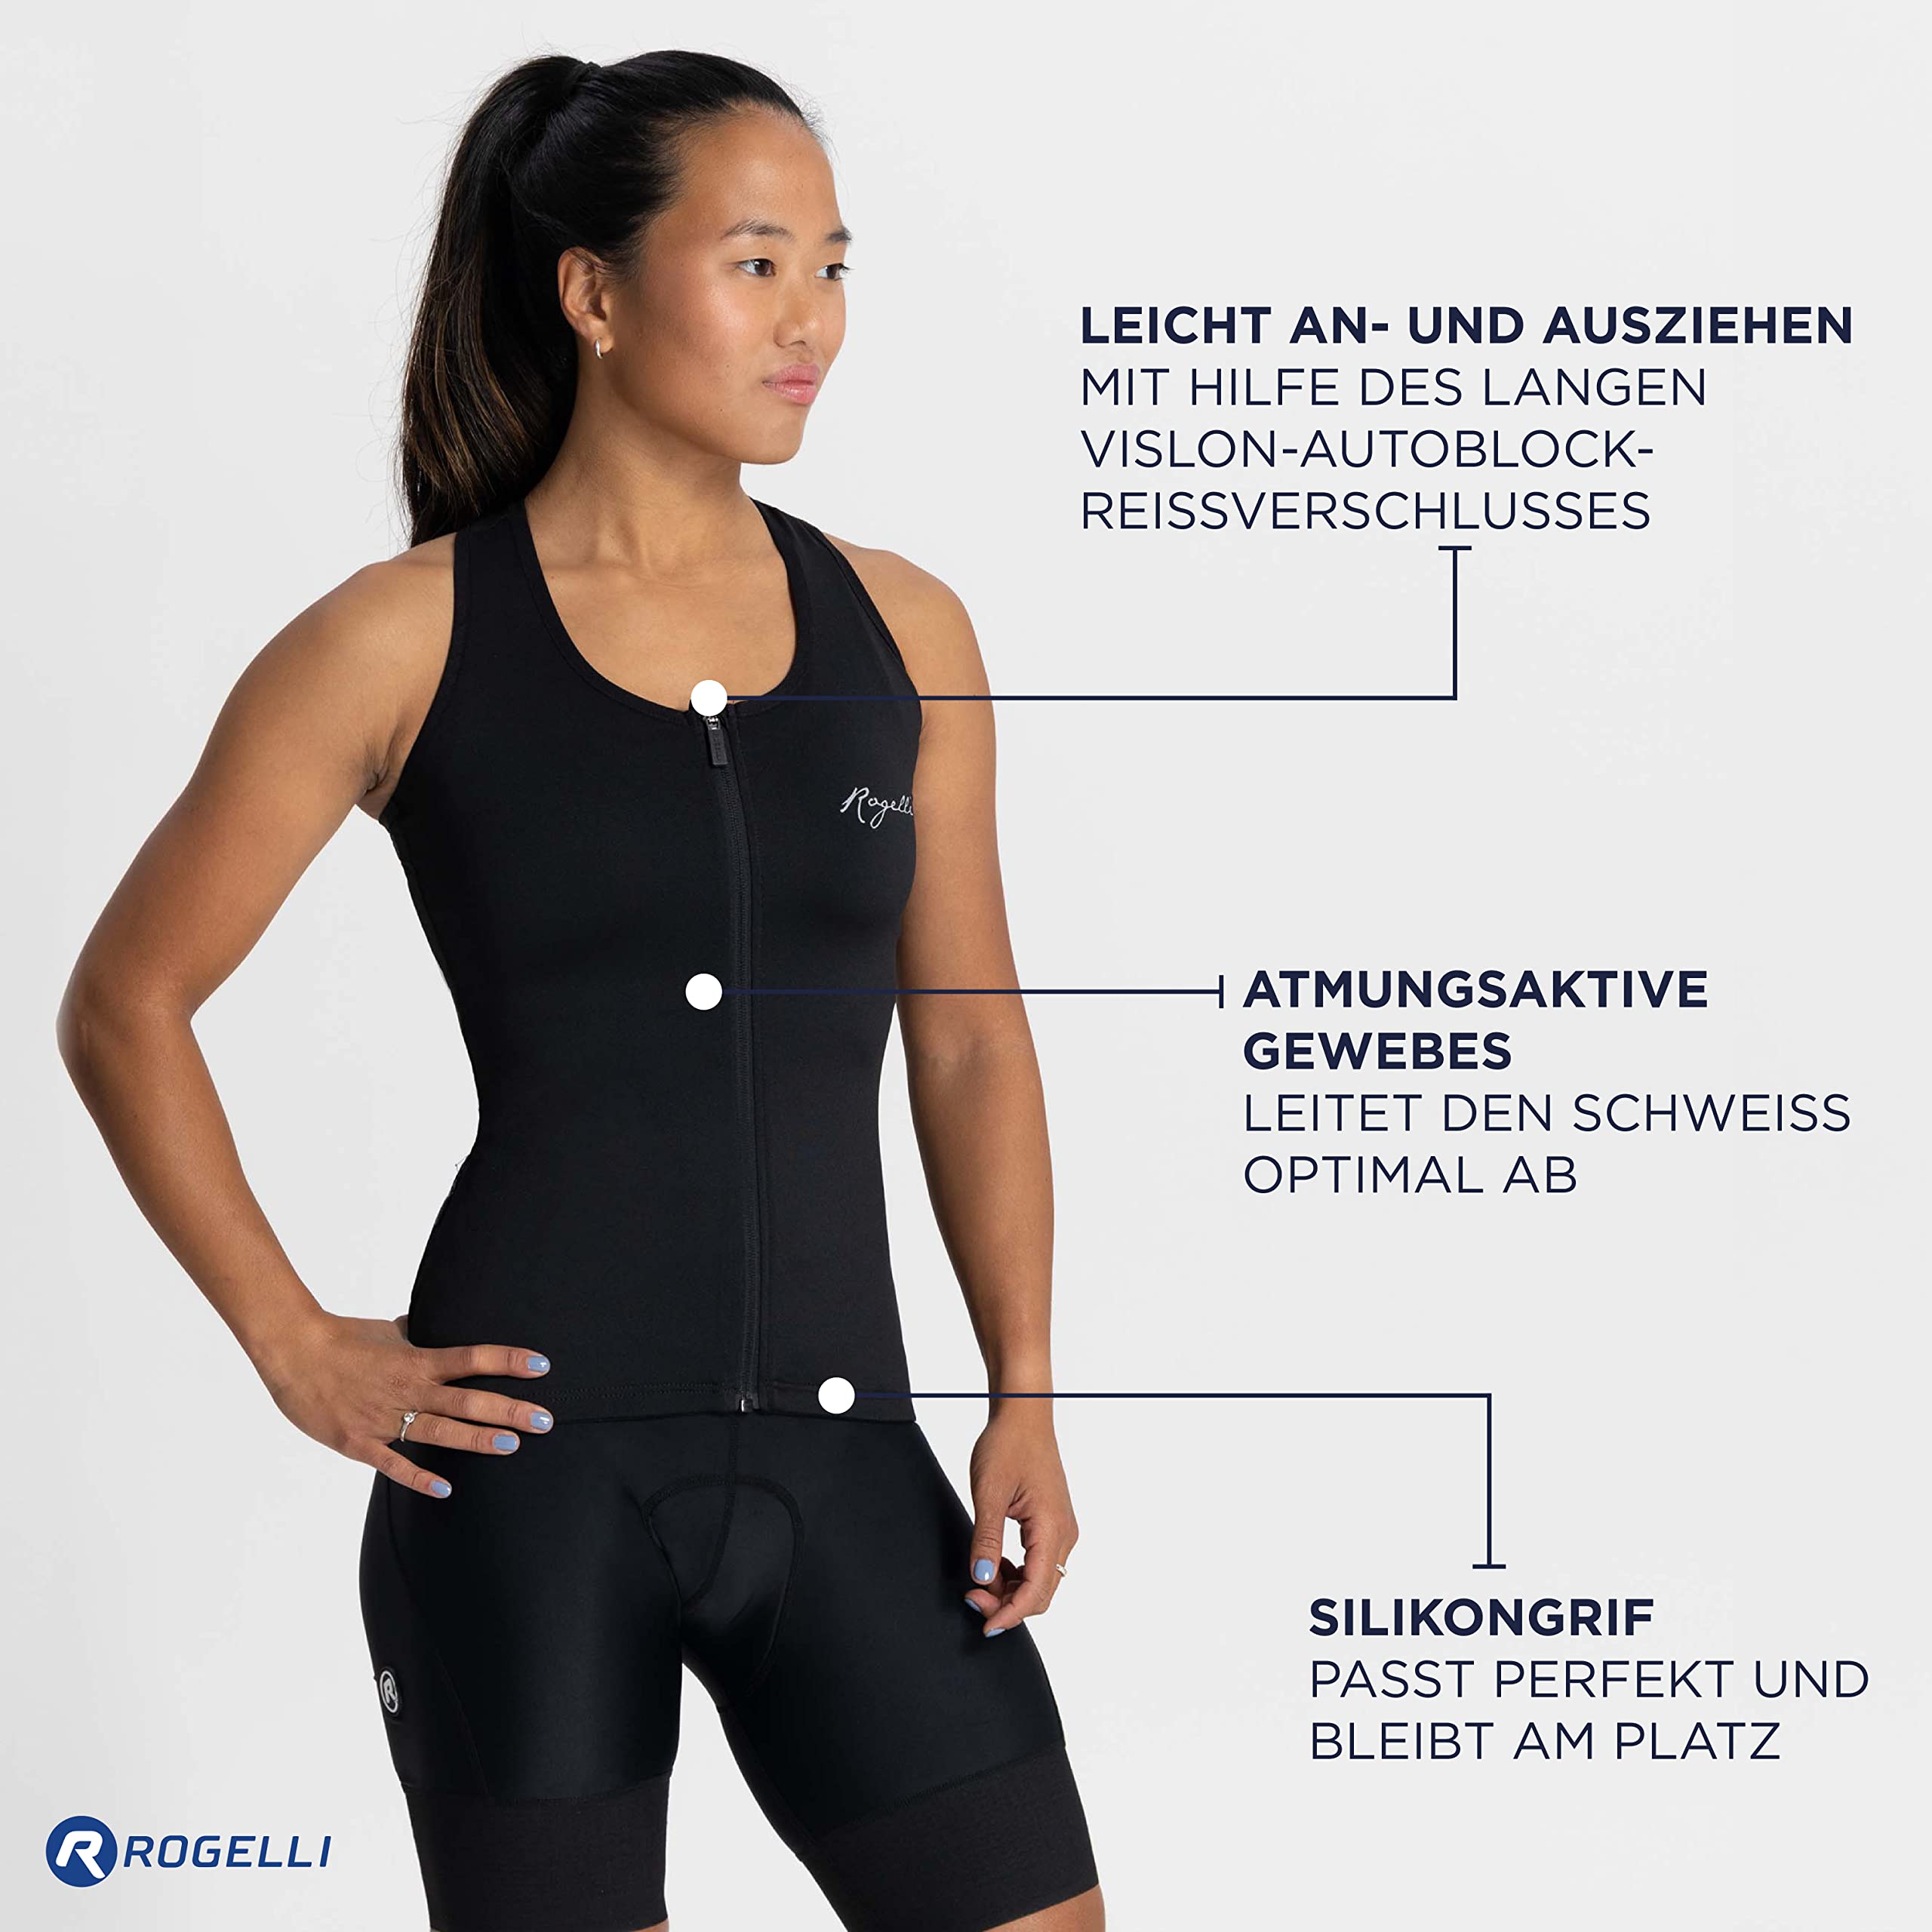 LEICHT AN- UND AUSZIEHEN
MIT HILFE DES LANGEN
VISLON-AUTOBLOCK-
REISSVERSCHLUSSES
Rogelli
ATMUNGSAKTIVE
GEWEBES
LEITET DEN SCHWEISS
OPTIMAL AB
SILIKONGRIF
PASST PERFEKT UND
BLEIBT AM PLATZ
R
R ROGELLI